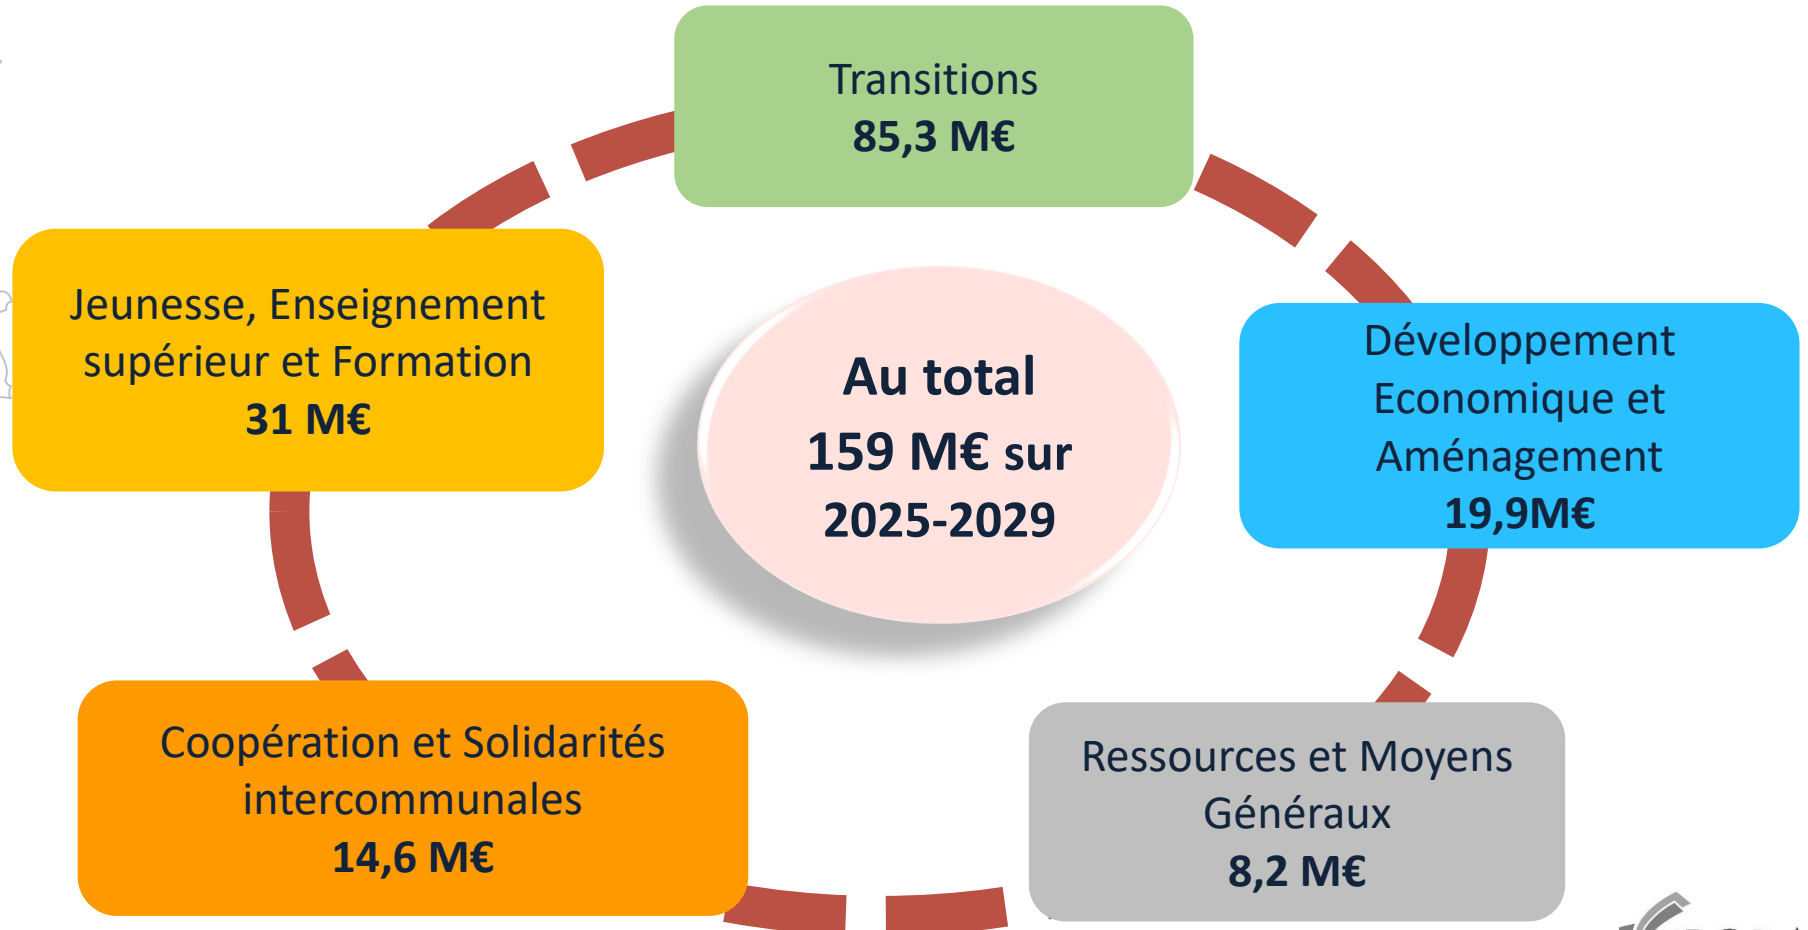 Transitions
85,3 M€
Jeunesse, Enseignement
supérieur et Formation
31 M€
Au total
159 M€ sur
2025-2029
Développement
Economique et
Aménagement
19,9M€
Coopération et Solidarités
intercommunales
14,6 M€
Ressources et Moyens
Généraux
8,2 M€